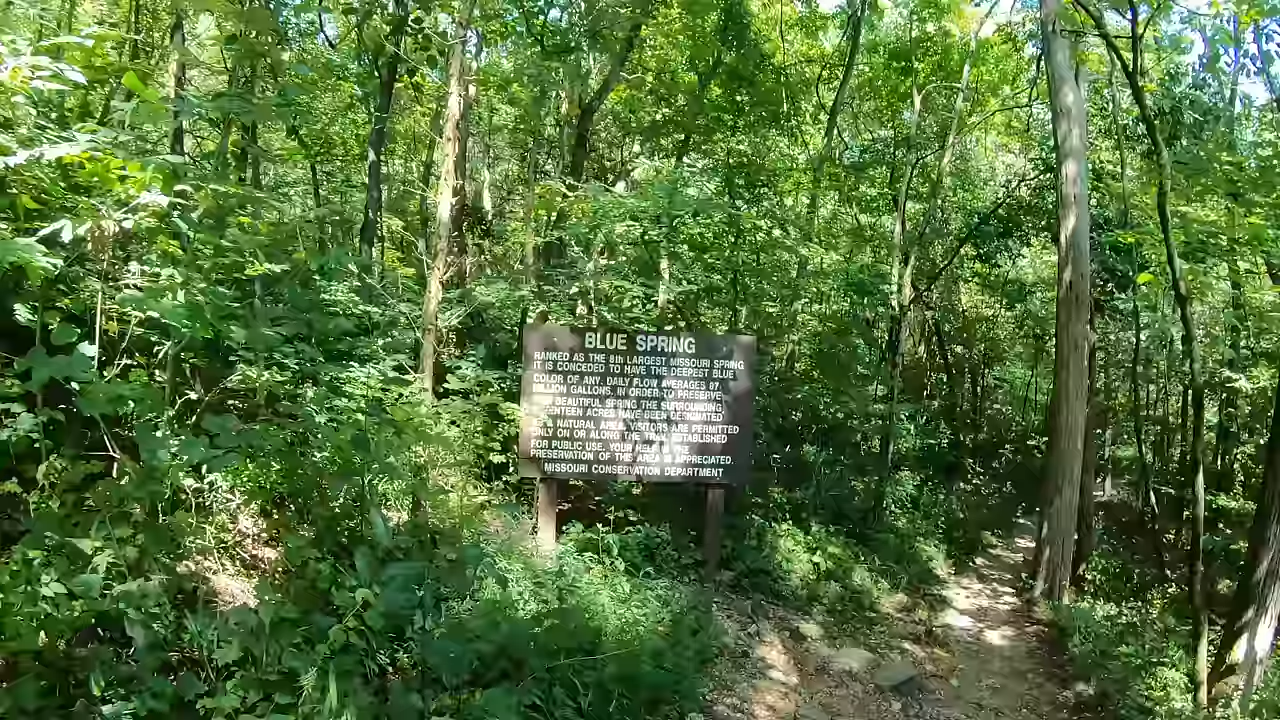 BLUE SPRING
RANKED AS THE 8th LARGEST MISSOURI SPRING
IT IS CONCEDED TO HAVE THE DEEPEST BLUE
COLOR OF ANY. DAILY FLOW AVERAGES 87
MILLION GALLONS. IN ORDER TO PRESERVE
BEAUTIFUL SPRING THE SURROUNDING
ACRES HAVE BEEN DESIGNATED
A NATURAL AREA. VISITORS ARE PERMITTED
ONLY ON OR ALONG THE TRAIL ESTABLISHED
FOR PUBLIC USE. YOUR HELP
PRESERVATION OF THIS AREA IS APPRECIATED.
MISSOURI CONSERVATION DEPARTMENT